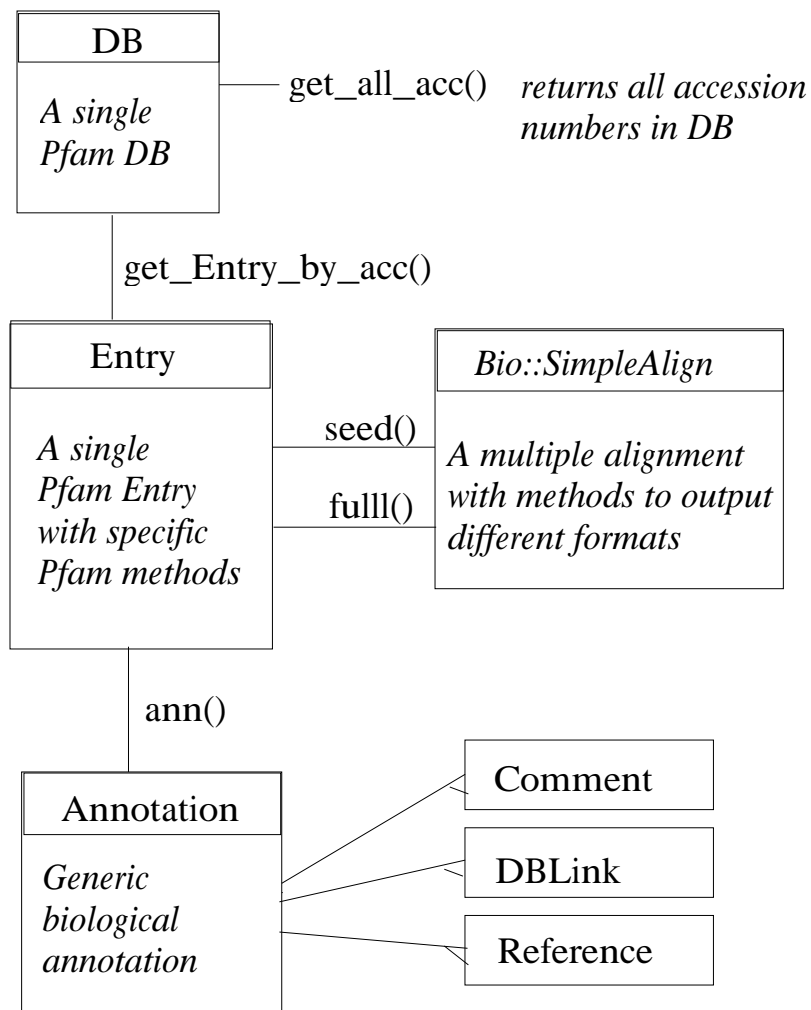 DB
A single
Pfam DB
get_all_acc()
returns all accession
numbers in DB
get_Entry_by_acc()
Entry
A single
Pfam Entry
with specific
Pfam methods
seed()
fulll()
Bio::SimpleAlign
A multiple alignment
with methods to output
different formats
ann()
Annotation
Generic
biological
annotation
Comment
DBLink
Reference